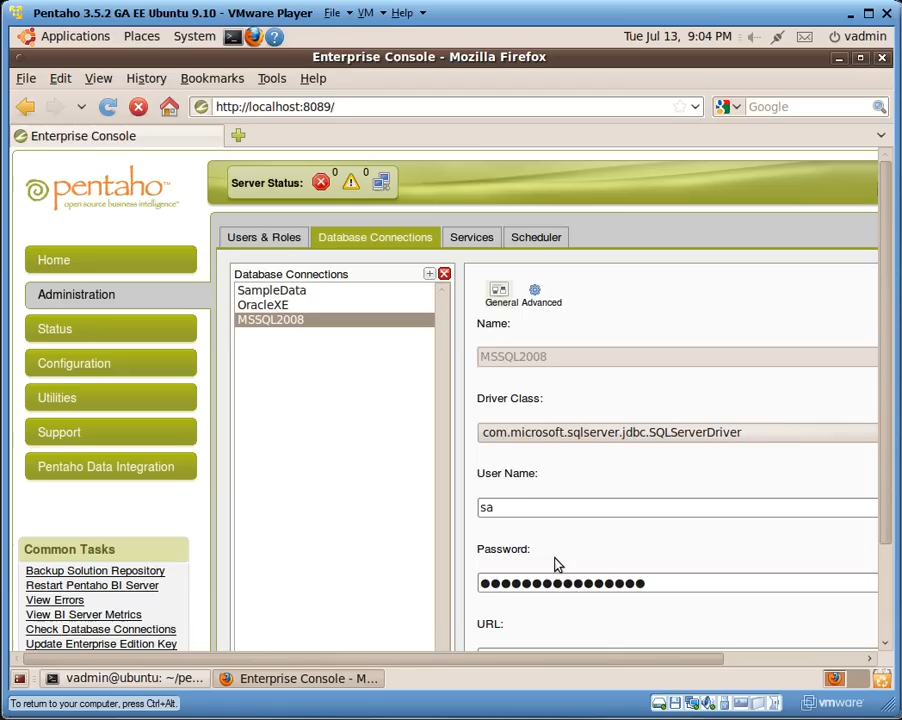 Pentaho 3.5.2 GA EE Ubuntu 9.10 - VMware Player File VM Help
Applications Places System Tue Jul 13, 9:04 PM vadmin
Enterprise Console - Mozilla Firefox
File Edit View History Bookmarks Tools Help
http://localhost:8089/ Google
Enterprise Console
pentaho™
open source business intelligence™
Server Status: 0 0
Users & Roles Database Connections Services Scheduler
Home
Administration
Status
Configuration
Utilities
Support
Pentaho Data Integration
Database Connections
SampleData
OracleXE
MSSQL2008
General Advanced
Name:
MSSQL2008
Driver Class:
com.microsoft.sqlserver.jdbc.SQLServerDriver
User Name:
sa
Password:
●●●●●●●●●●●●●●●●
URL:
Common Tasks
Backup Solution Repository
Restart Pentaho BI Server
View Errors
View BI Server Metrics
Check Database Connections
Update Enterprise Edition Key
vadmin@ubuntu: ~/pe... Enterprise Console - M...
To return to your computer, press Ctrl+Alt. vmware